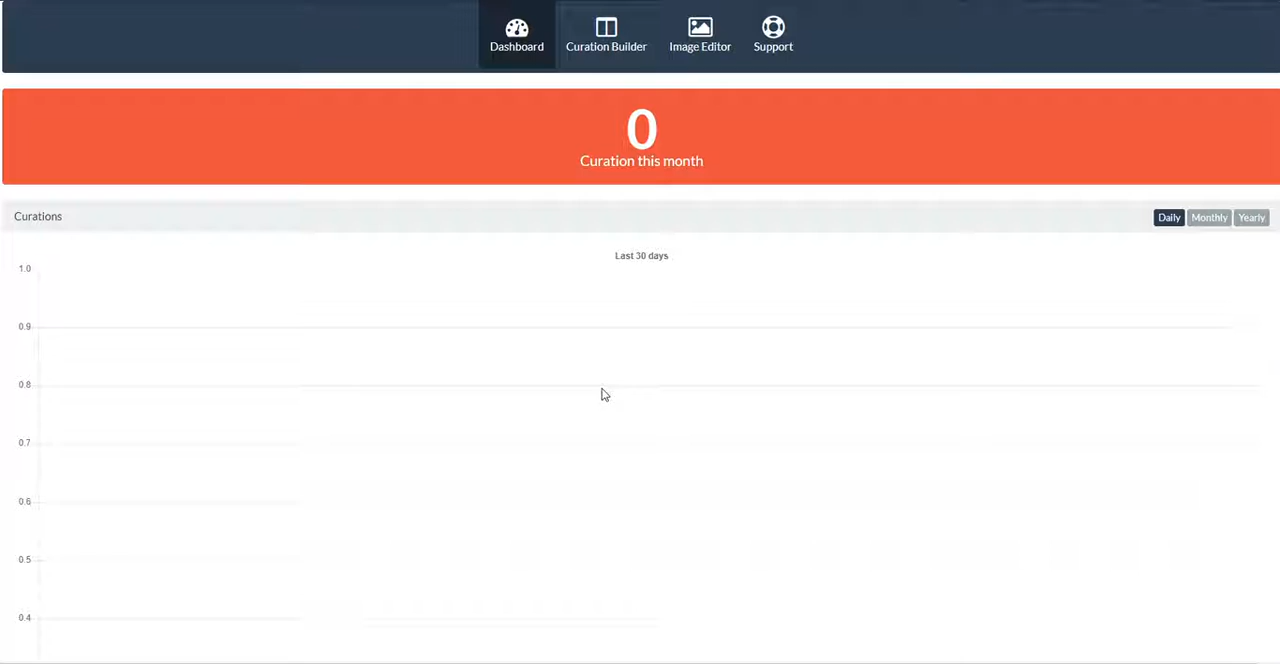 Dashboard
Curation Builder
Image Editor
Support
0
Curation this month
Curations
Daily
Monthly
Yearly
Last 30 days
1.0
0.9
0.8
0.7
0.6
0.5
0.4